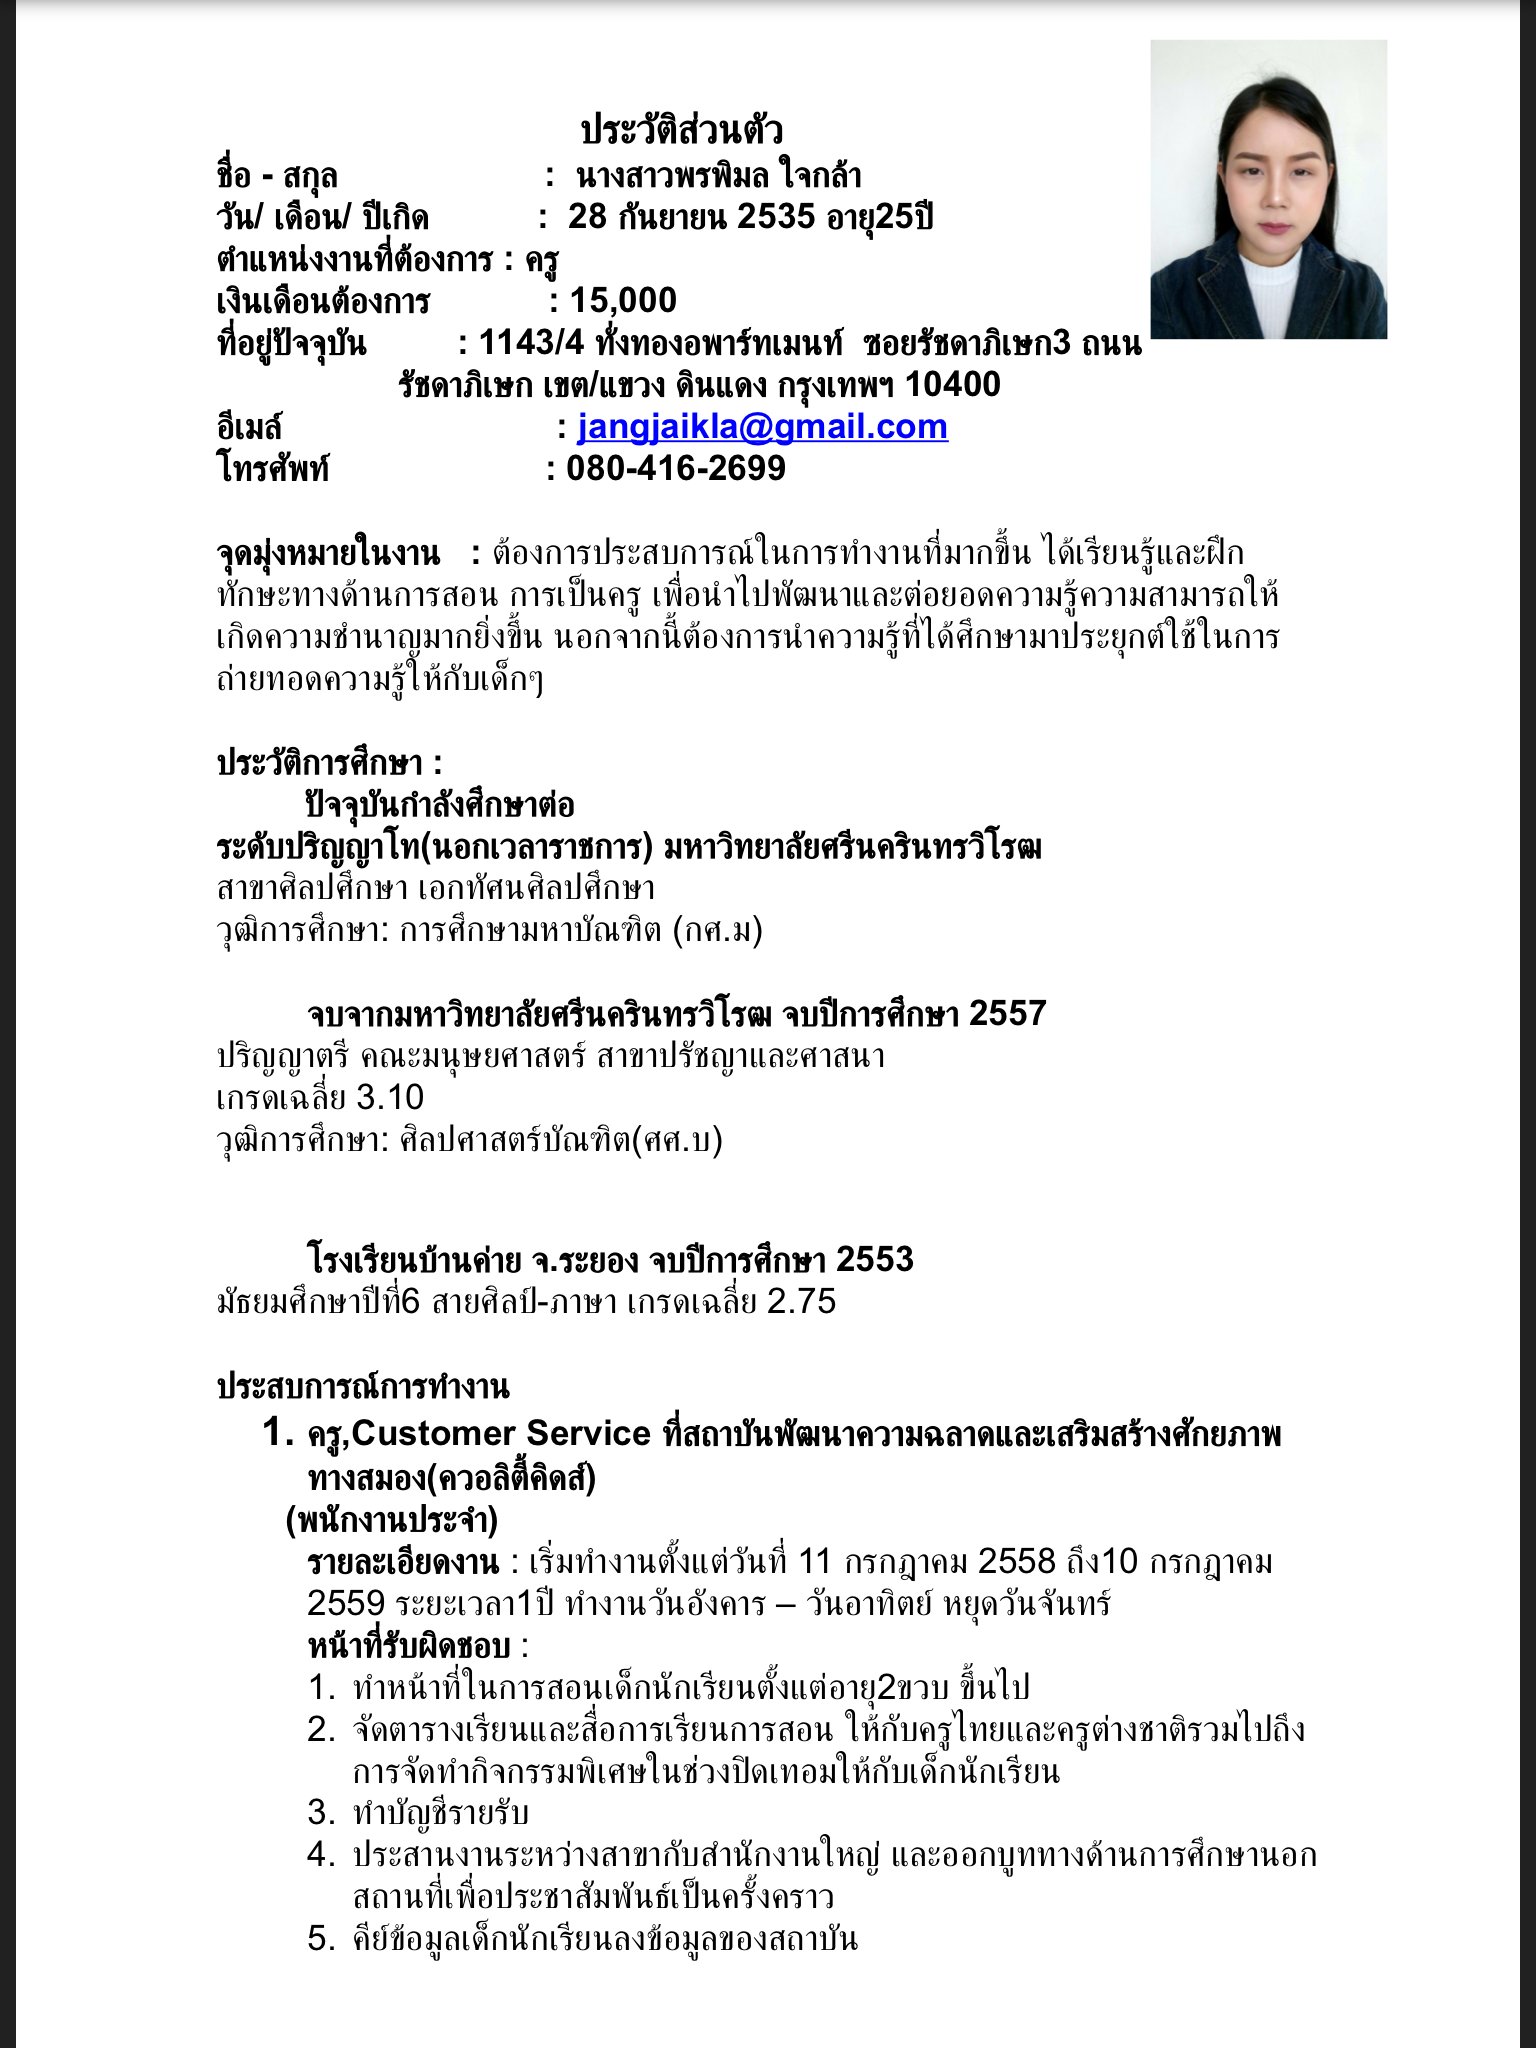 ประวัติส่วนตัว
ชื่อ - สกุล : นางสาวพรพิมล ใจกล้า
วัน/ เดือน/ ปีเกิด : 28 กันยายน 2535 อายุ25ปี
ตำแหน่งงานที่ต้องการ : ครู
เงินเดือนต้องการ : 15,000
ที่อยู่ปัจจุบัน : 1143/4 ทั่งทองอพาร์ทเมนท์ ซอยรัชดาภิเษก3 ถนน
รัชดาภิเษก เขต/แขวง ดินแดง กรุงเทพฯ 10400
อีเมล์ : jangjaikla@gmail.com
โทรศัพท์ : 080-416-2699
จุดมุ่งหมายในงาน : ต้องการประสบการณ์ในการทำงานที่มากขึ้น ได้เรียนรู้และฝึก
ทักษะทางด้านการสอน การเป็นครู เพื่อนำไปพัฒนาและต่อยอดความรู้ความสามารถให้
เกิดความชำนาญมากยิ่งขึ้น นอกจากนี้ต้องการนำความรู้ที่ได้ศึกษามาประยุกต์ใช้ในการ
ถ่ายทอดความรู้ให้กับเด็กๆ
ประวัติการศึกษา :
ปัจจุบันกำลังศึกษาต่อ
ระดับปริญญาโท(นอกเวลาราชการ) มหาวิทยาลัยศรีนครินทรวิโรฒ
สาขาศิลปศึกษา เอกทัศนศิลปศึกษา
วุฒิการศึกษา: การศึกษามหาบัณฑิต (กศ.ม)
จบจากมหาวิทยาลัยศรีนครินทรวิโรฒ จบปีการศึกษา 2557
ปริญญาตรี คณะมนุษยศาสตร์ สาขาปรัชญาและศาสนา
เกรดเฉลี่ย 3.10
วุฒิการศึกษา: ศิลปศาสตร์บัณฑิต(ศศ.บ)
โรงเรียนบ้านค่าย จ.ระยอง จบปีการศึกษา 2553
มัธยมศึกษาปีที่6 สายศิลป์-ภาษา เกรดเฉลี่ย 2.75
ประสบการณ์การทำงาน
1. ครู,Customer Service ที่สถาบันพัฒนาความฉลาดและเสริมสร้างศักยภาพ
ทางสมอง(ควอลิตี้คิดส์)
(พนักงานประจำ)
รายละเอียดงาน : เริ่มทำงานตั้งแต่วันที่ 11 กรกฎาคม 2558 ถึง10 กรกฎาคม
2559 ระยะเวลา1ปี ทำงานวันอังคาร – วันอาทิตย์ หยุดวันจันทร์
หน้าที่รับผิดชอบ :
1. ทำหน้าที่ในการสอนเด็กนักเรียนตั้งแต่อายุ2ขวบ ขึ้นไป
2. จัดตารางเรียนและสื่อการเรียนการสอน ให้กับครูไทยและครูต่างชาติรวมไปถึง
การจัดทำกิจกรรมพิเศษในช่วงปิดเทอมให้กับเด็กนักเรียน
3. ทำบัญชีรายรับ
4. ประสานงานระหว่างสาขากับสำนักงานใหญ่ และออกบูททางด้านการศึกษานอก
สถานที่เพื่อประชาสัมพันธ์เป็นครั้งคราว
5. คีย์ข้อมูลเด็กนักเรียนลงข้อมูลของสถาบัน